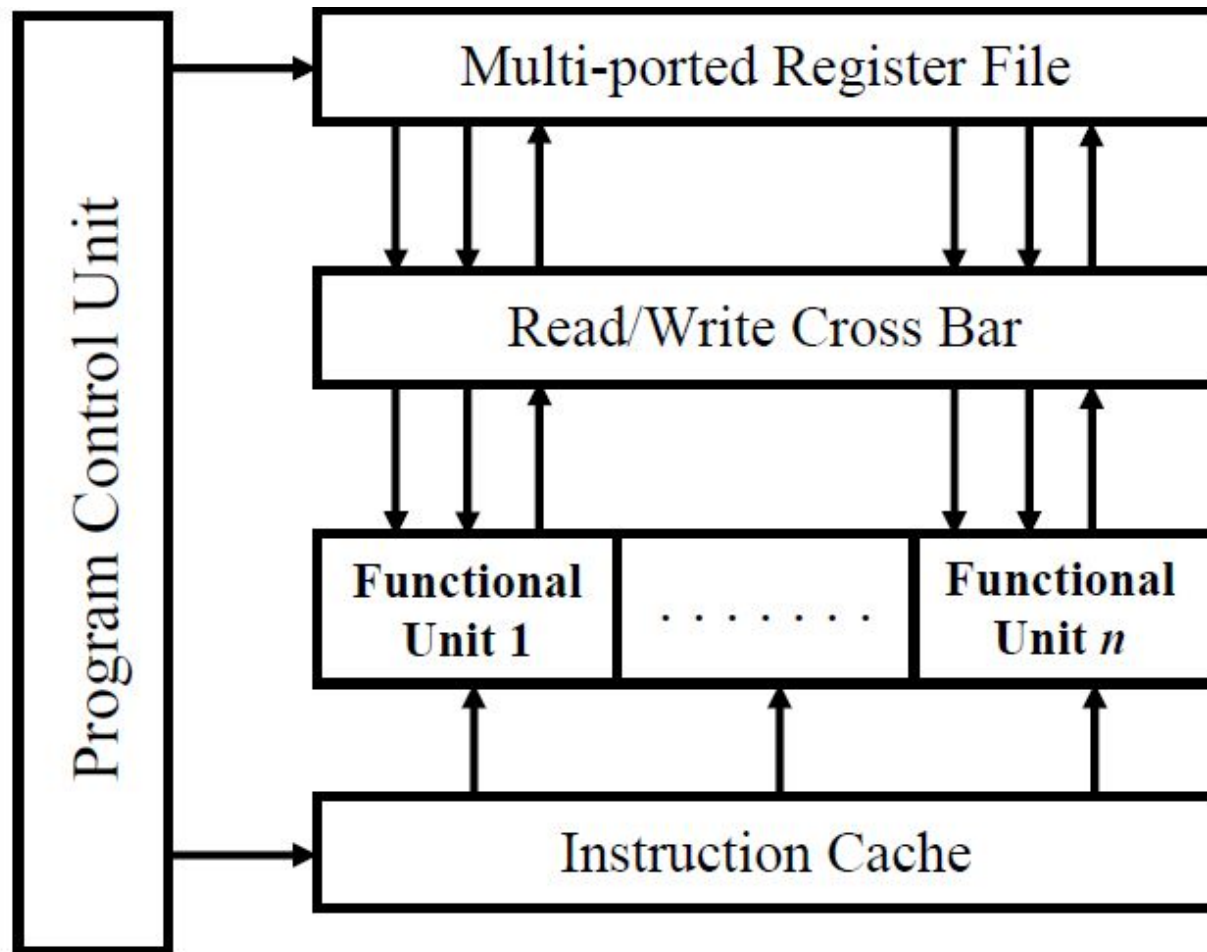 Program Control Unit
Multi-ported Register File
Read/Write Cross Bar
Functional
Unit 1
. . . . . . .
Functional
Unit n
Instruction Cache